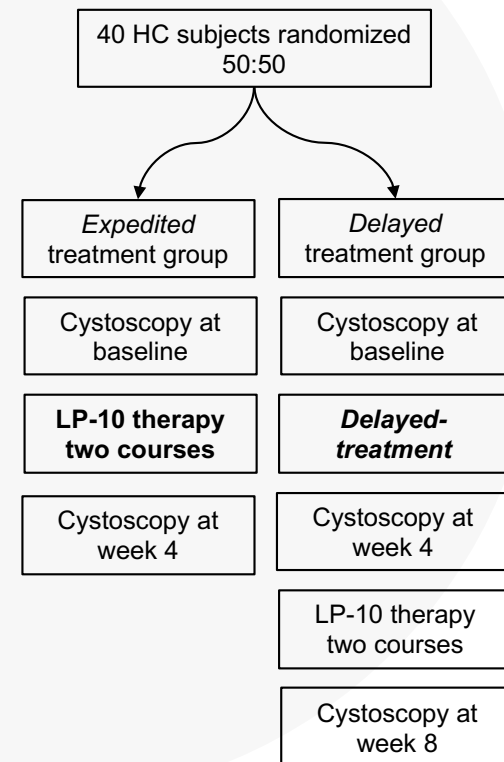 40 HC subjects randomized
50:50
Expedited
treatment group
Cystoscopy at
baseline
LP-10 therapy
two courses
Cystoscopy at
week 4
Delayed
treatment group
Cystoscopy at
baseline
Delayed-
treatment
Cystoscopy at
week 4
LP-10 therapy
two courses
Cystoscopy at
week 8